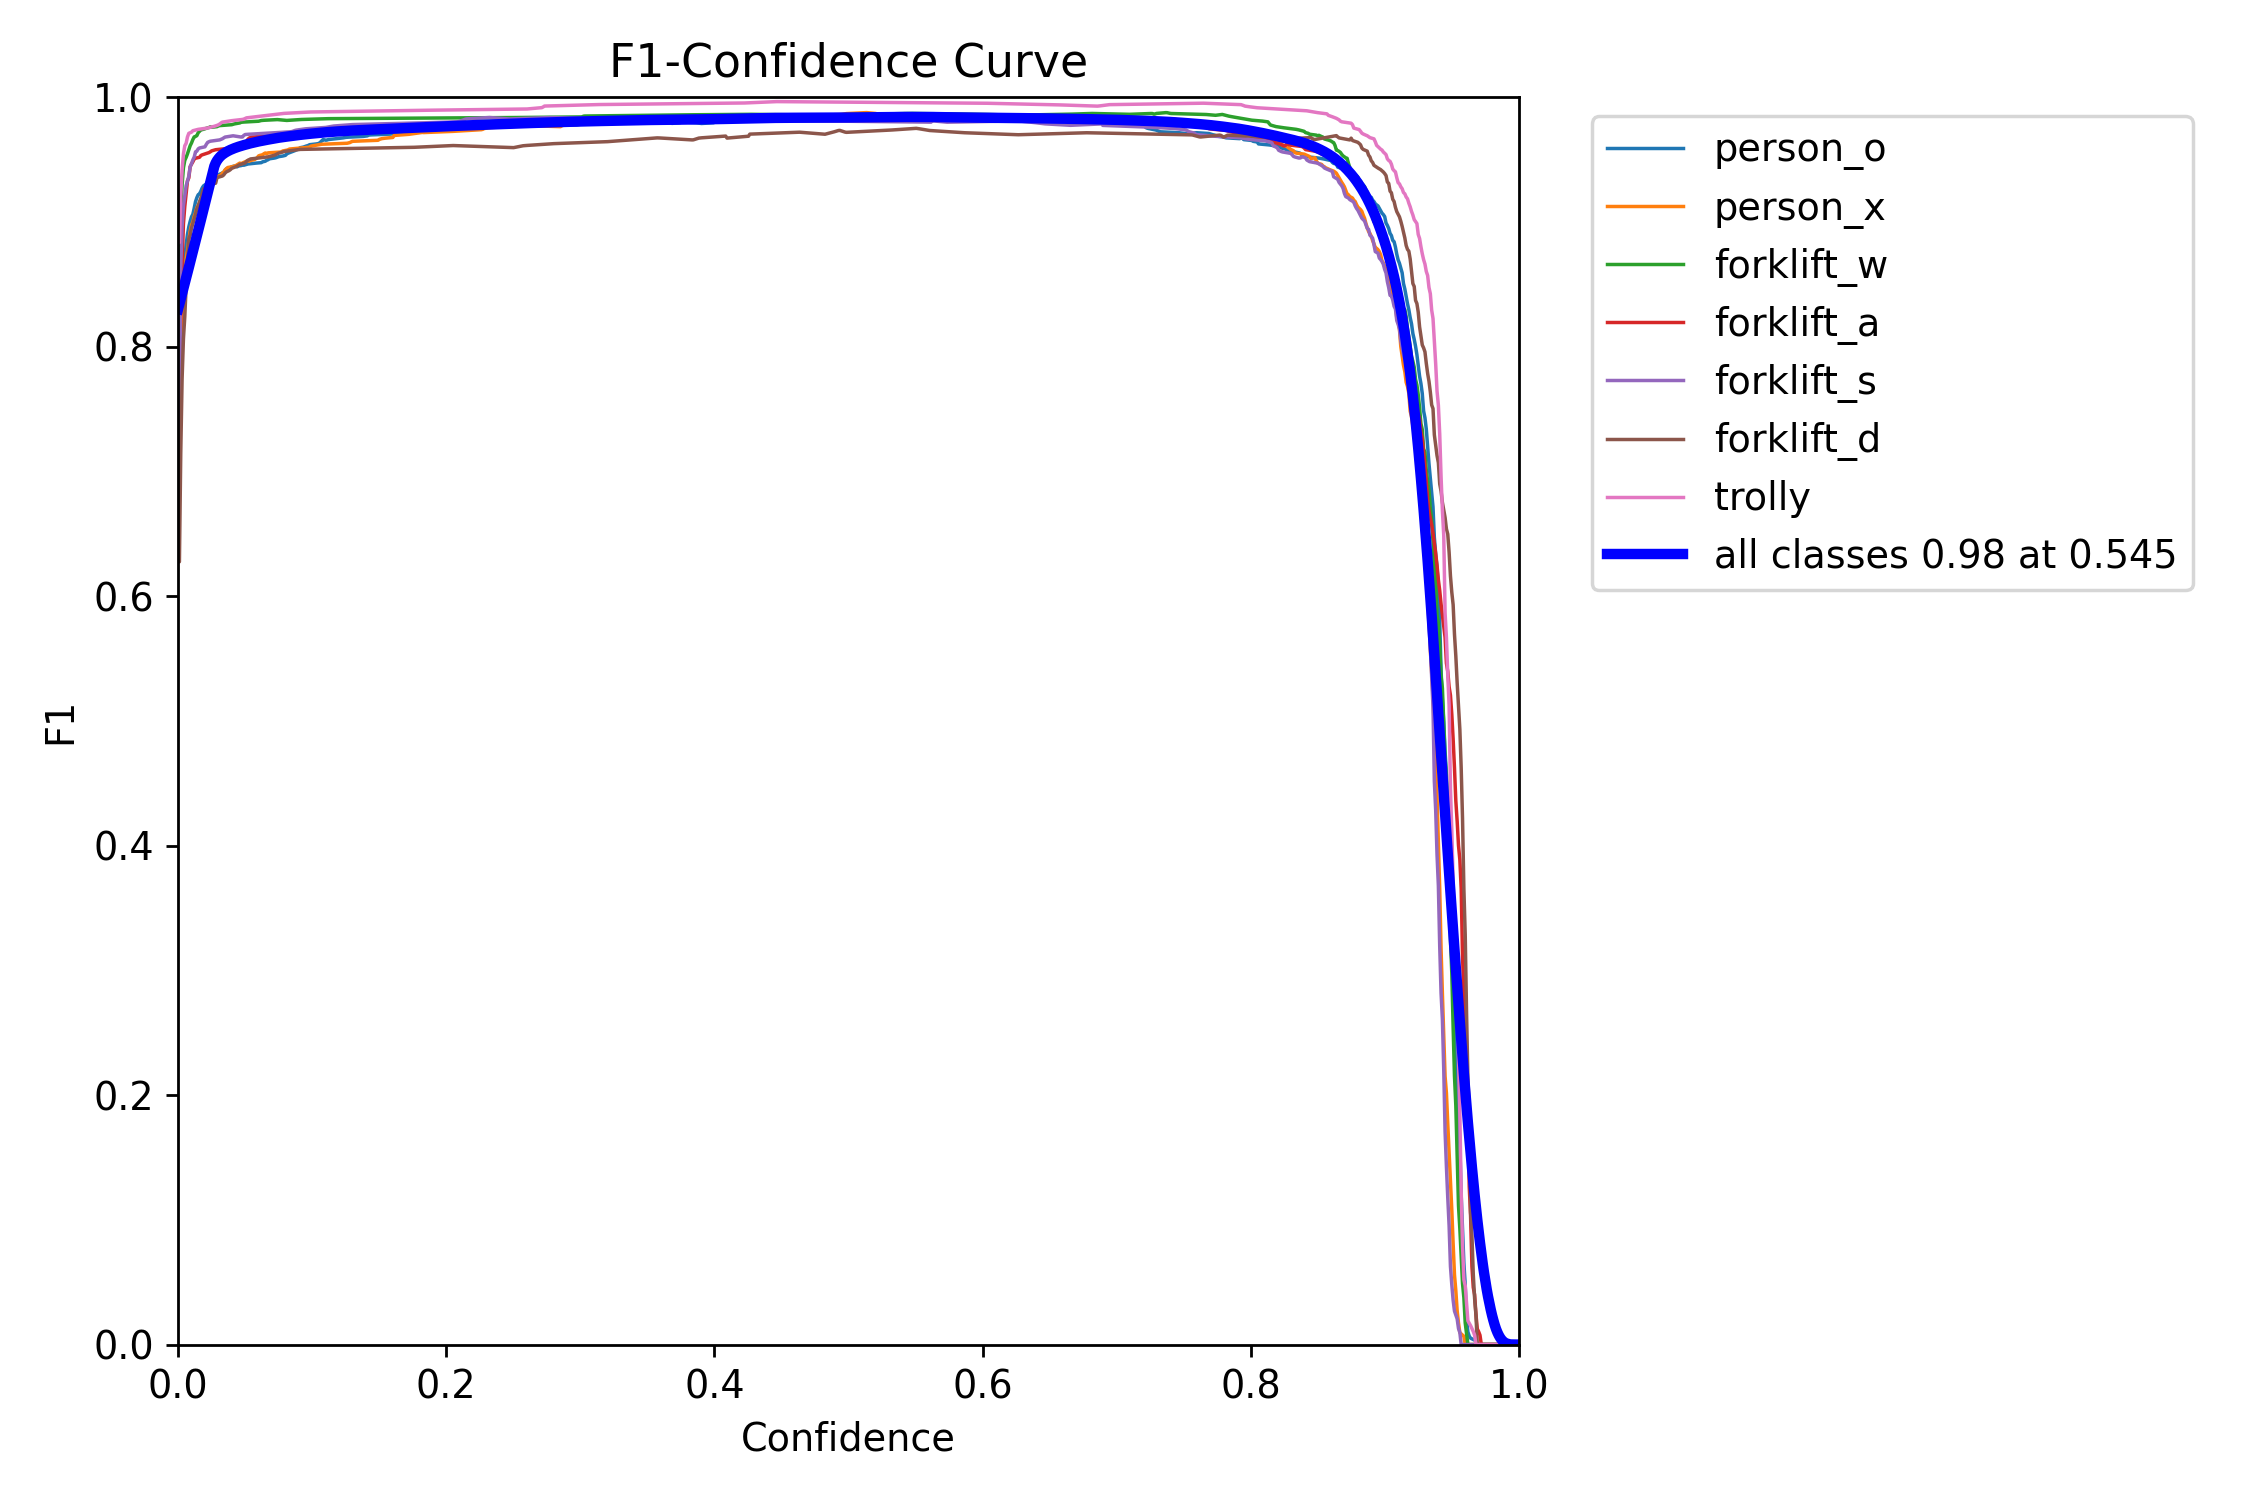 F1-Confidence Curve
1.0
0.8
0.6
0.4
0.2
0.0
F1
0.0 0.2 0.4 0.6 0.8 1.0
Confidence
person_o
person_x
forklift_w
forklift_a
forklift_s
forklift_d
trolly
all classes 0.98 at 0.545